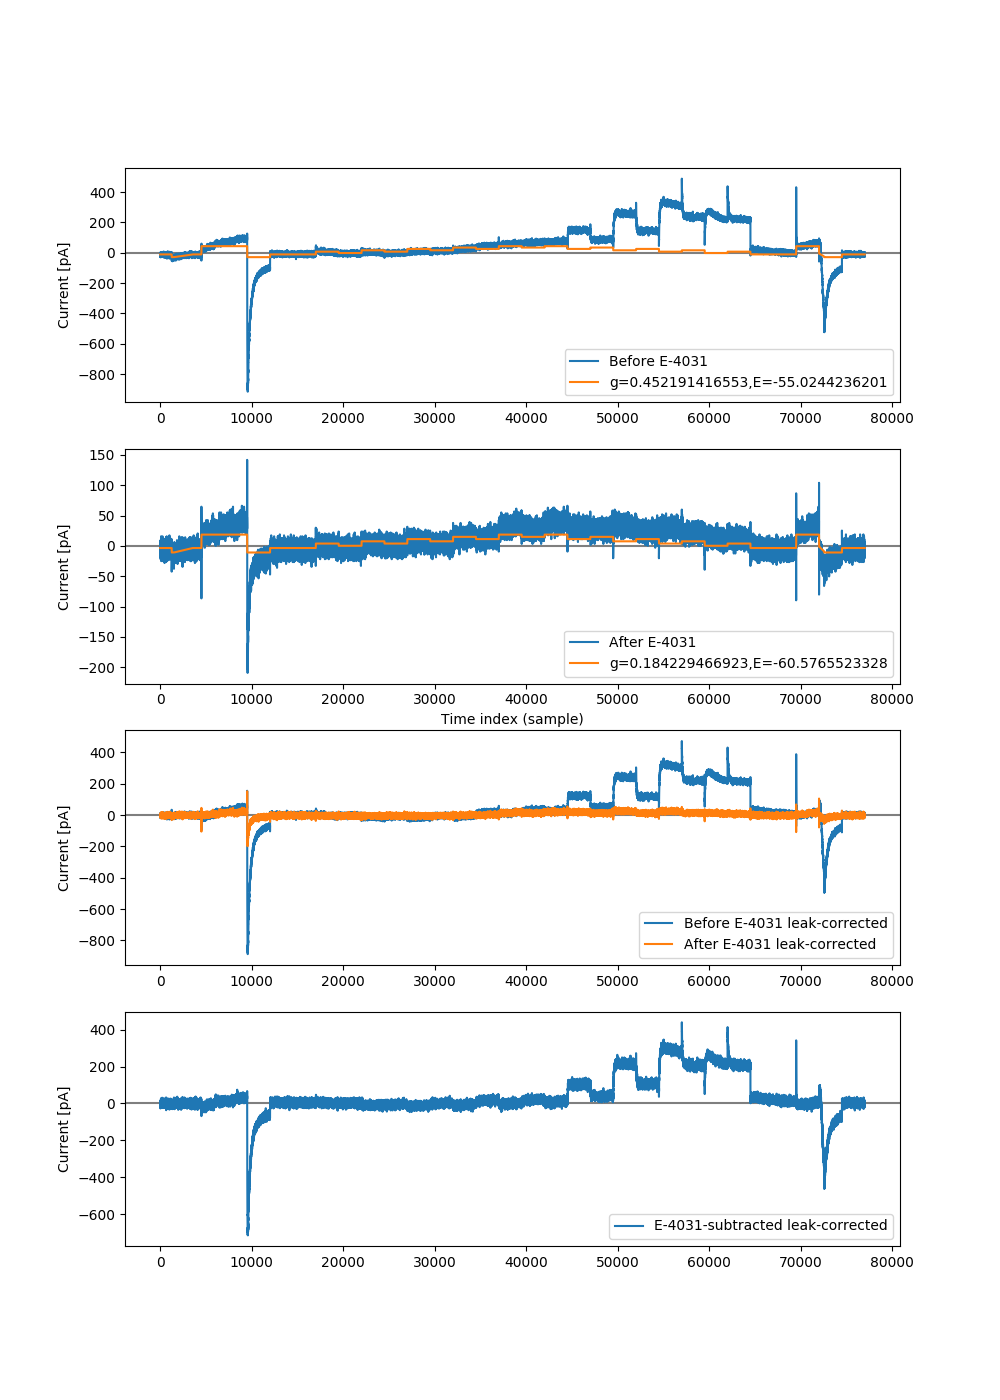 400
200
0
−200
−400
−600
−800
Current [pA]
Before E-4031
g=0.452191416553,E=-55.0244236201
0 10000 20000 30000 40000 50000 60000 70000 80000
150
100
50
0
−50
−100
−150
−200
Current [pA]
After E-4031
g=0.184229466923,E=-60.5765523328
0 10000 20000 30000 40000 50000 60000 70000 80000
Time index (sample)
400
200
0
−200
−400
−600
−800
Current [pA]
Before E-4031 leak-corrected
After E-4031 leak-corrected
0 10000 20000 30000 40000 50000 60000 70000 80000
400
200
0
−200
−400
−600
Current [pA]
E-4031-subtracted leak-corrected
0 10000 20000 30000 40000 50000 60000 70000 80000